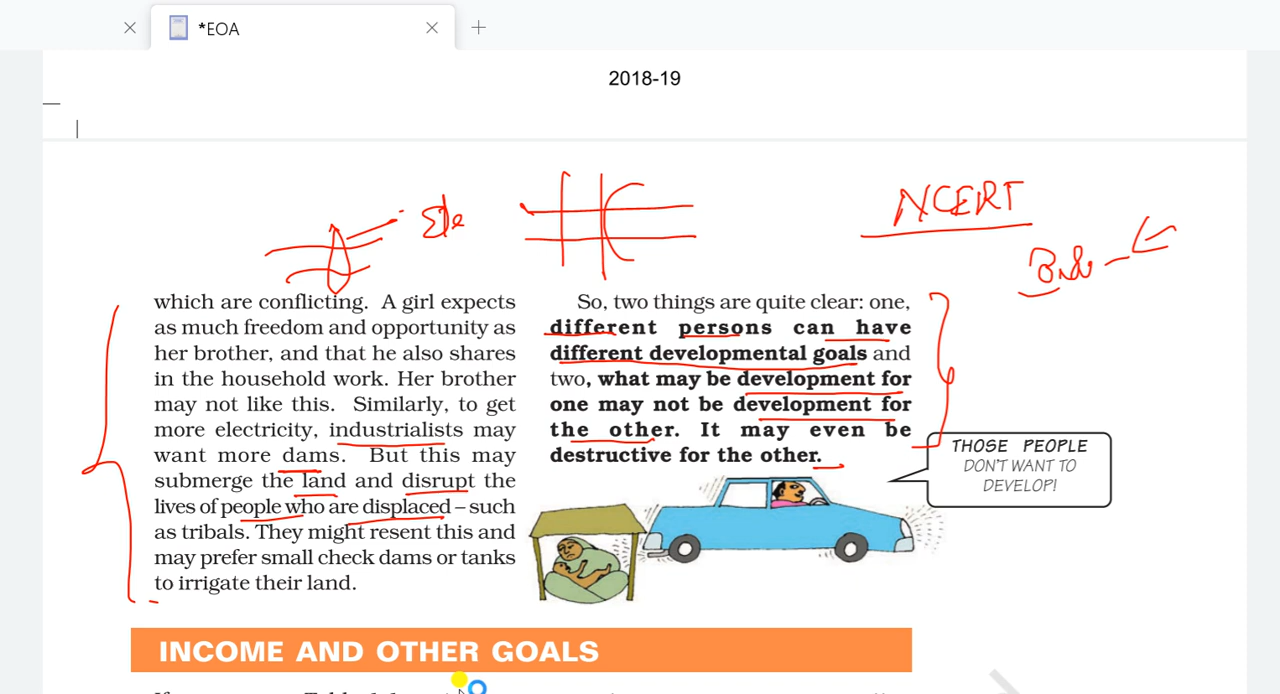 *EOA
2018-19
NCERT
which are conflicting. A girl expects
as much freedom and opportunity as
her brother, and that he also shares
in the household work. Her brother
may not like this. Similarly, to get
more electricity, industrialists may
want more dams. But this may
submerge the land and disrupt the
lives of people who are displaced – such
as tribals. They might resent this and
may prefer small check dams or tanks
to irrigate their land.
So, two things are quite clear: one,
different persons can have
different developmental goals and
two, what may be development for
one may not be development for
the other. It may even be
destructive for the other.
THOSE PEOPLE
DON'T WANT TO
DEVELOP!
INCOME AND OTHER GOALS